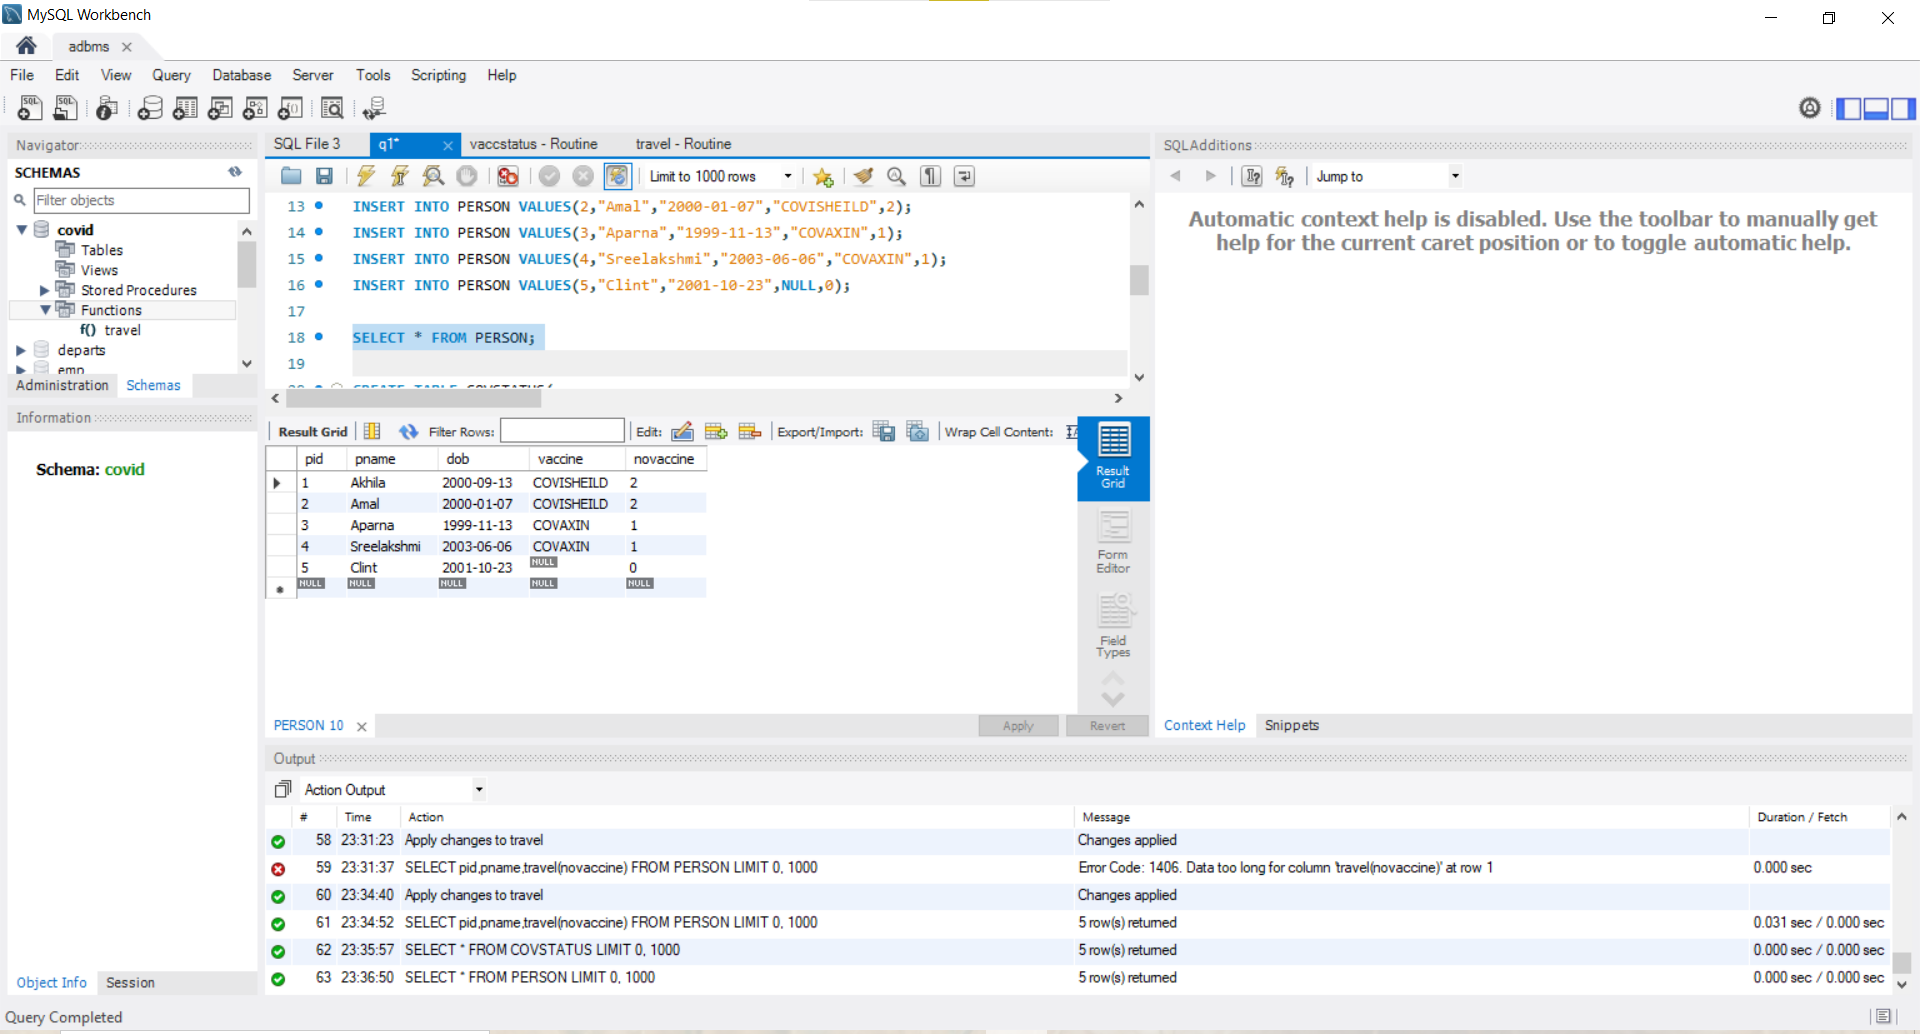 MySQL Workbench
adbms
File Edit View Query Database Server Tools Scripting Help
Navigator
SCHEMAS
Filter objects
covid
Tables
Views
Stored Procedures
Functions
f() travel
departs
emp
Administration Schemas
Information
Schema: covid
Object Info Session
SQL File 3 q1* vaccstatus - Routine travel - Routine
Limit to 1000 rows
13 INSERT INTO PERSON VALUES(2,"Amal","2000-01-07","COVISHEILD",2);
14 INSERT INTO PERSON VALUES(3,"Aparna","1999-11-13","COVAXIN",1);
15 INSERT INTO PERSON VALUES(4,"Sreelakshmi","2003-06-06","COVAXIN",1);
16 INSERT INTO PERSON VALUES(5,"Clint","2001-10-23",NULL,0);
17
18 SELECT * FROM PERSON;
19
20 CREATE TABLE COVSTATUS(
Result Grid Filter Rows: Edit: Export/Import: Wrap Cell Content:
pid pname dob vaccine novaccine
1 Akhila 2000-09-13 COVISHEILD 2
2 Amal 2000-01-07 COVISHEILD 2
3 Aparna 1999-11-13 COVAXIN 1
4 Sreelakshmi 2003-06-06 COVAXIN 1
5 Clint 2001-10-23 NULL 0
NULL NULL NULL NULL NULL
Result
Grid
Form
Editor
Field
Types
PERSON 10 Apply Revert
SQLAdditions
Jump to
Automatic context help is disabled. Use the toolbar to manually get
help for the current caret position or to toggle automatic help.
Context Help Snippets
Output
Action Output
# Time Action Message Duration / Fetch
58 23:31:23 Apply changes to travel Changes applied
59 23:31:37 SELECT pid,pname,travel(novaccine) FROM PERSON LIMIT 0, 1000 Error Code: 1406. Data too long for column 'travel(novaccine)' at row 1 0.000 sec
60 23:34:40 Apply changes to travel Changes applied
61 23:34:52 SELECT pid,pname,travel(novaccine) FROM PERSON LIMIT 0, 1000 5 row(s) returned 0.031 sec / 0.000 sec
62 23:35:57 SELECT * FROM COVSTATUS LIMIT 0, 1000 5 row(s) returned 0.000 sec / 0.000 sec
63 23:36:50 SELECT * FROM PERSON LIMIT 0, 1000 5 row(s) returned 0.000 sec / 0.000 sec
Query Completed